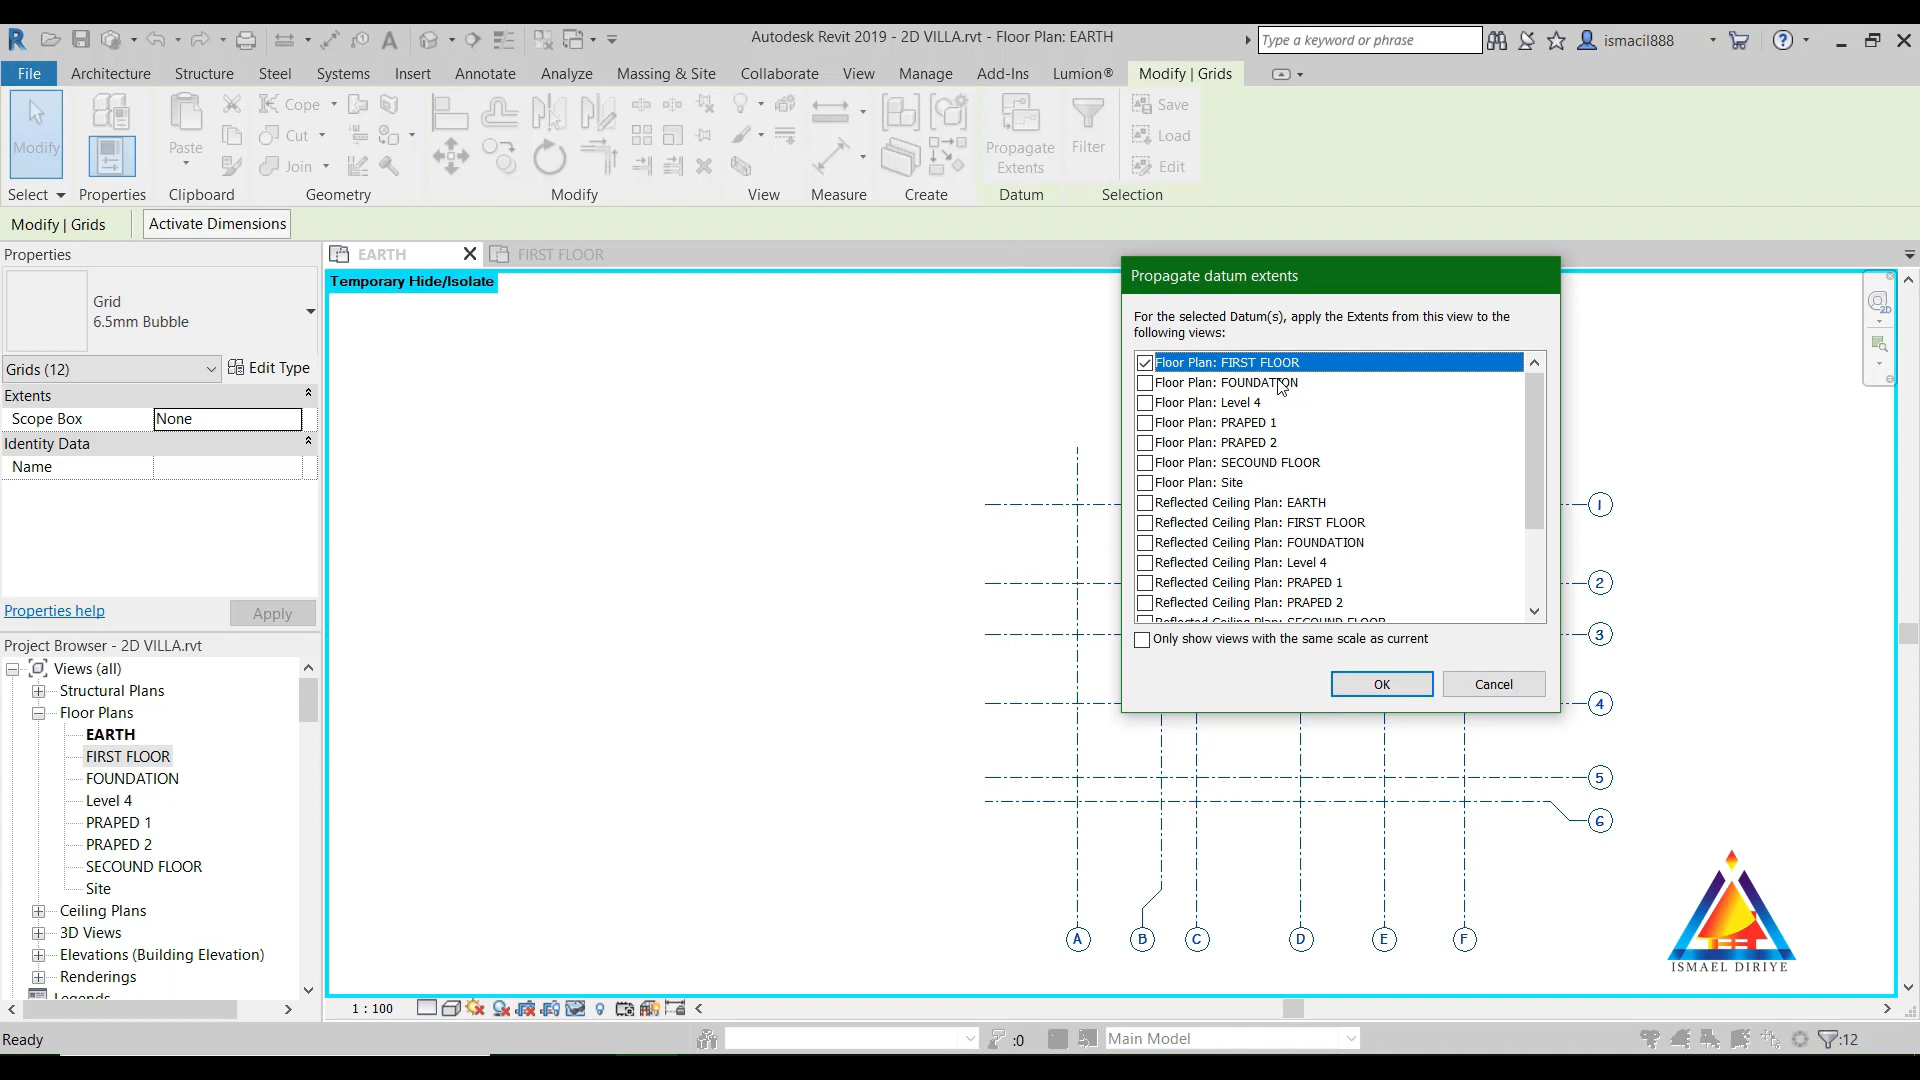 Autodesk Revit 2019 - 2D VILLA.rvt - Floor Plan: EARTH
Type a keyword or phrase
ismacil888
File Architecture Structure Steel Systems Insert Annotate Analyze Massing & Site Collaborate View Manage Add-Ins Lumion® Modify | Grids
Modify
Paste
Cope
Cut
Join
Propagate
Extents
Filter
Save
Load
Edit
Select Properties Clipboard Geometry Modify View Measure Create Datum Selection
Modify | Grids Activate Dimensions
Properties
Grid
6.5mm Bubble
Grids (12) Edit Type
Extents
Scope Box None
Identity Data
Name
Properties help Apply
Project Browser - 2D VILLA.rvt
Views (all)
Structural Plans
Floor Plans
EARTH
FIRST FLOOR
FOUNDATION
Level 4
PRAPED 1
PRAPED 2
SECOUND FLOOR
Site
Ceiling Plans
3D Views
Elevations (Building Elevation)
Renderings
Legends
EARTH FIRST FLOOR
Temporary Hide/Isolate
Propagate datum extents
For the selected Datum(s), apply the Extents from this view to the
following views:
Floor Plan: FIRST FLOOR
Floor Plan: FOUNDATION
Floor Plan: Level 4
Floor Plan: PRAPED 1
Floor Plan: PRAPED 2
Floor Plan: SECOUND FLOOR
Floor Plan: Site
Reflected Ceiling Plan: EARTH
Reflected Ceiling Plan: FIRST FLOOR
Reflected Ceiling Plan: FOUNDATION
Reflected Ceiling Plan: Level 4
Reflected Ceiling Plan: PRAPED 1
Reflected Ceiling Plan: PRAPED 2
Reflected Ceiling Plan: SECOUND FLOOR
Only show views with the same scale as current
OK Cancel
1
2
3
4
5
6
A B C D E F
2D
ISMAEL DIRIYE
1 : 100
Ready
:0
Main Model
:12